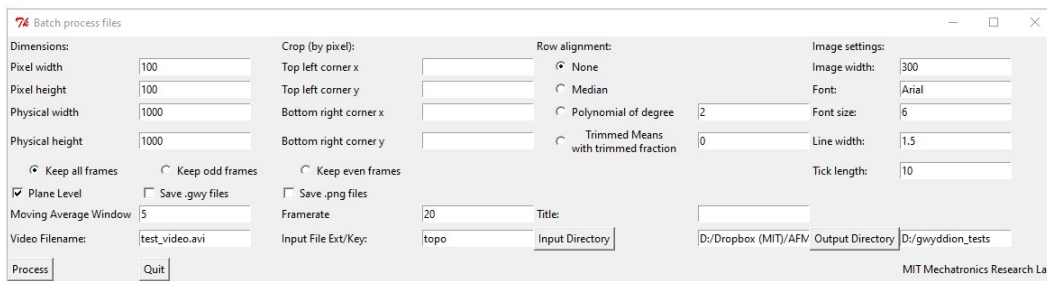 Tk Batch process files
Dimensions: Crop (by pixel): Row alignment: Image settings:
Pixel width 100 Top left corner x None Image width: 300
Pixel height 100 Top left corner y Median Font: Arial
Physical width 1000 Bottom right corner x Polynomial of degree 2 Font size: 6
Physical height 1000 Bottom right corner y Trimmed Means with trimmed fraction 0 Line width: 1.5
Keep all frames Keep odd frames Keep even frames Tick length: 10
Plane Level Save .gwy files Save .png files
Moving Average Window 5 Framerate 20 Title:
Video Filename: test_video.avi Input File Ext/Key: topo Input Directory D:/Dropbox (MIT)/AFM Output Directory D:/gwyddion_tests
Process Quit MIT Mechatronics Research La